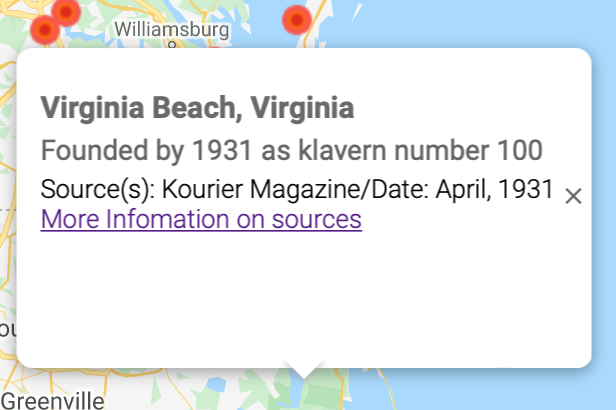 Williamsburg
Virginia Beach, Virginia
Founded by 1931 as klavern number 100
Source(s): Kourier Magazine/Date: April, 1931
More Infomation on sources
Greenville